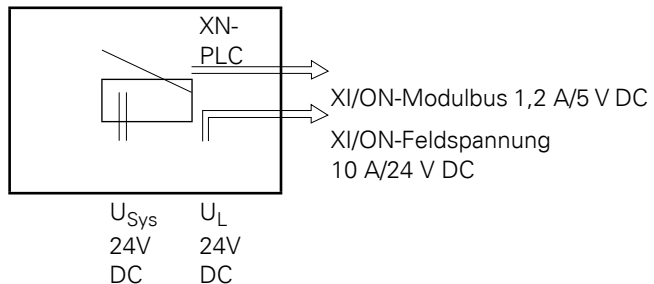 XN-
PLC
XI/ON-Modulbus 1,2 A/5 V DC
XI/ON-Feldspannung
10 A/24 V DC
USys UL
24V 24V
DC DC